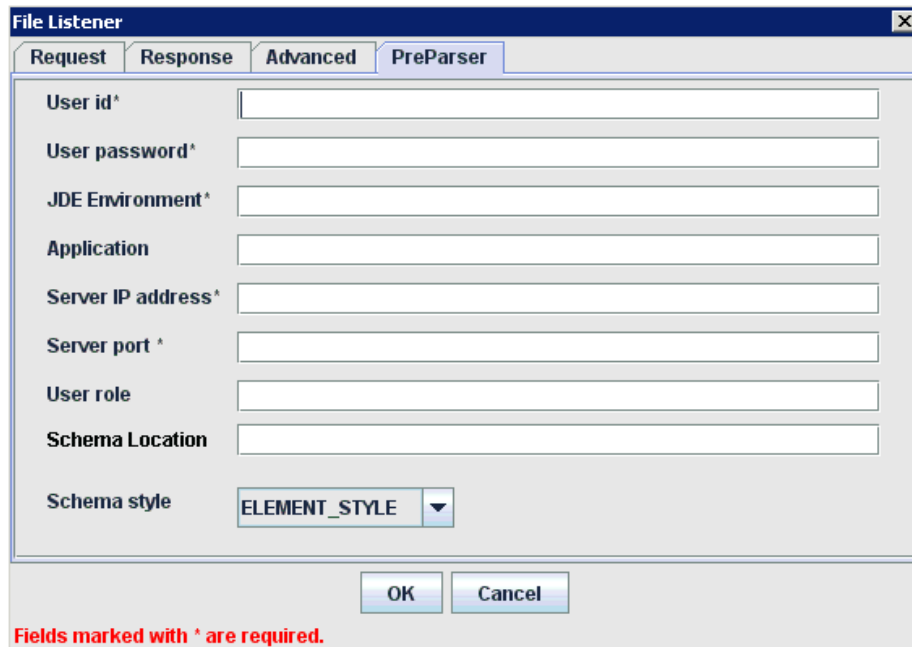 File Listener
Request Response Advanced PreParser
User id*
User password*
JDE Environment*
Application
Server IP address*
Server port *
User role
Schema Location
Schema style ELEMENT_STYLE
OK Cancel
Fields marked with * are required.